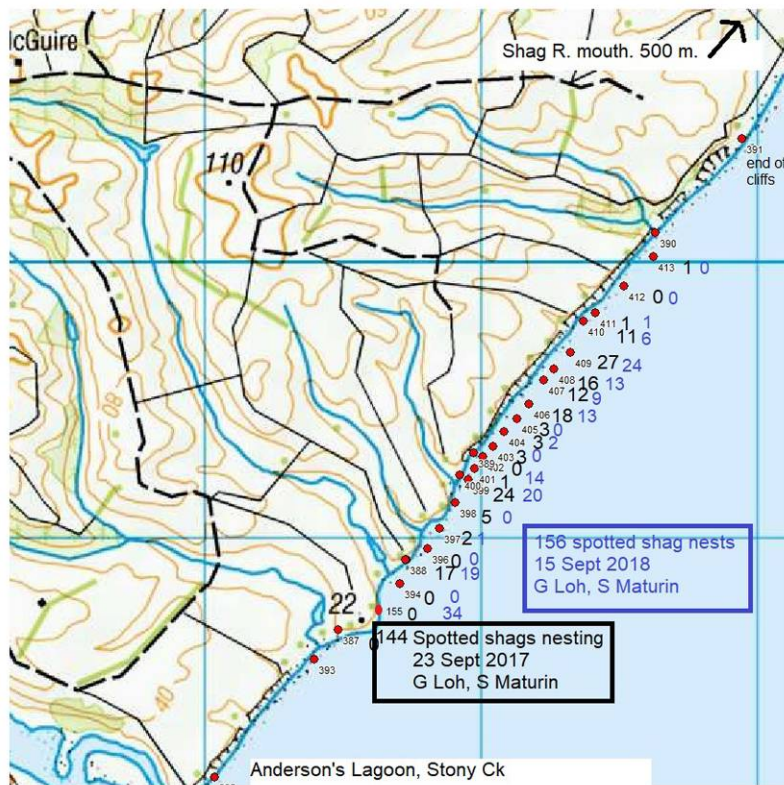 lcGuire
Shag R. mouth. 500 m.
60
391
end of
cliffs
110
390
413 1 0
412 0 0
411 1 1
410 11 6
409 27 24
408 16 13
407 12 9
406 18 13
405 3 0
404 3 2
403 3 0
389
402 0
401 1 14
400
399 24 20
398 5 0
397 2 1
396 0 0
388 17 19
394 0 0
155 0 34
22
387 0
393
80
40
156 spotted shag nests
15 Sept 2018
G Loh, S Maturin
144 Spotted shags nesting
23 Sept 2017
G Loh, S Maturin
Anderson's Lagoon, Stony Ck